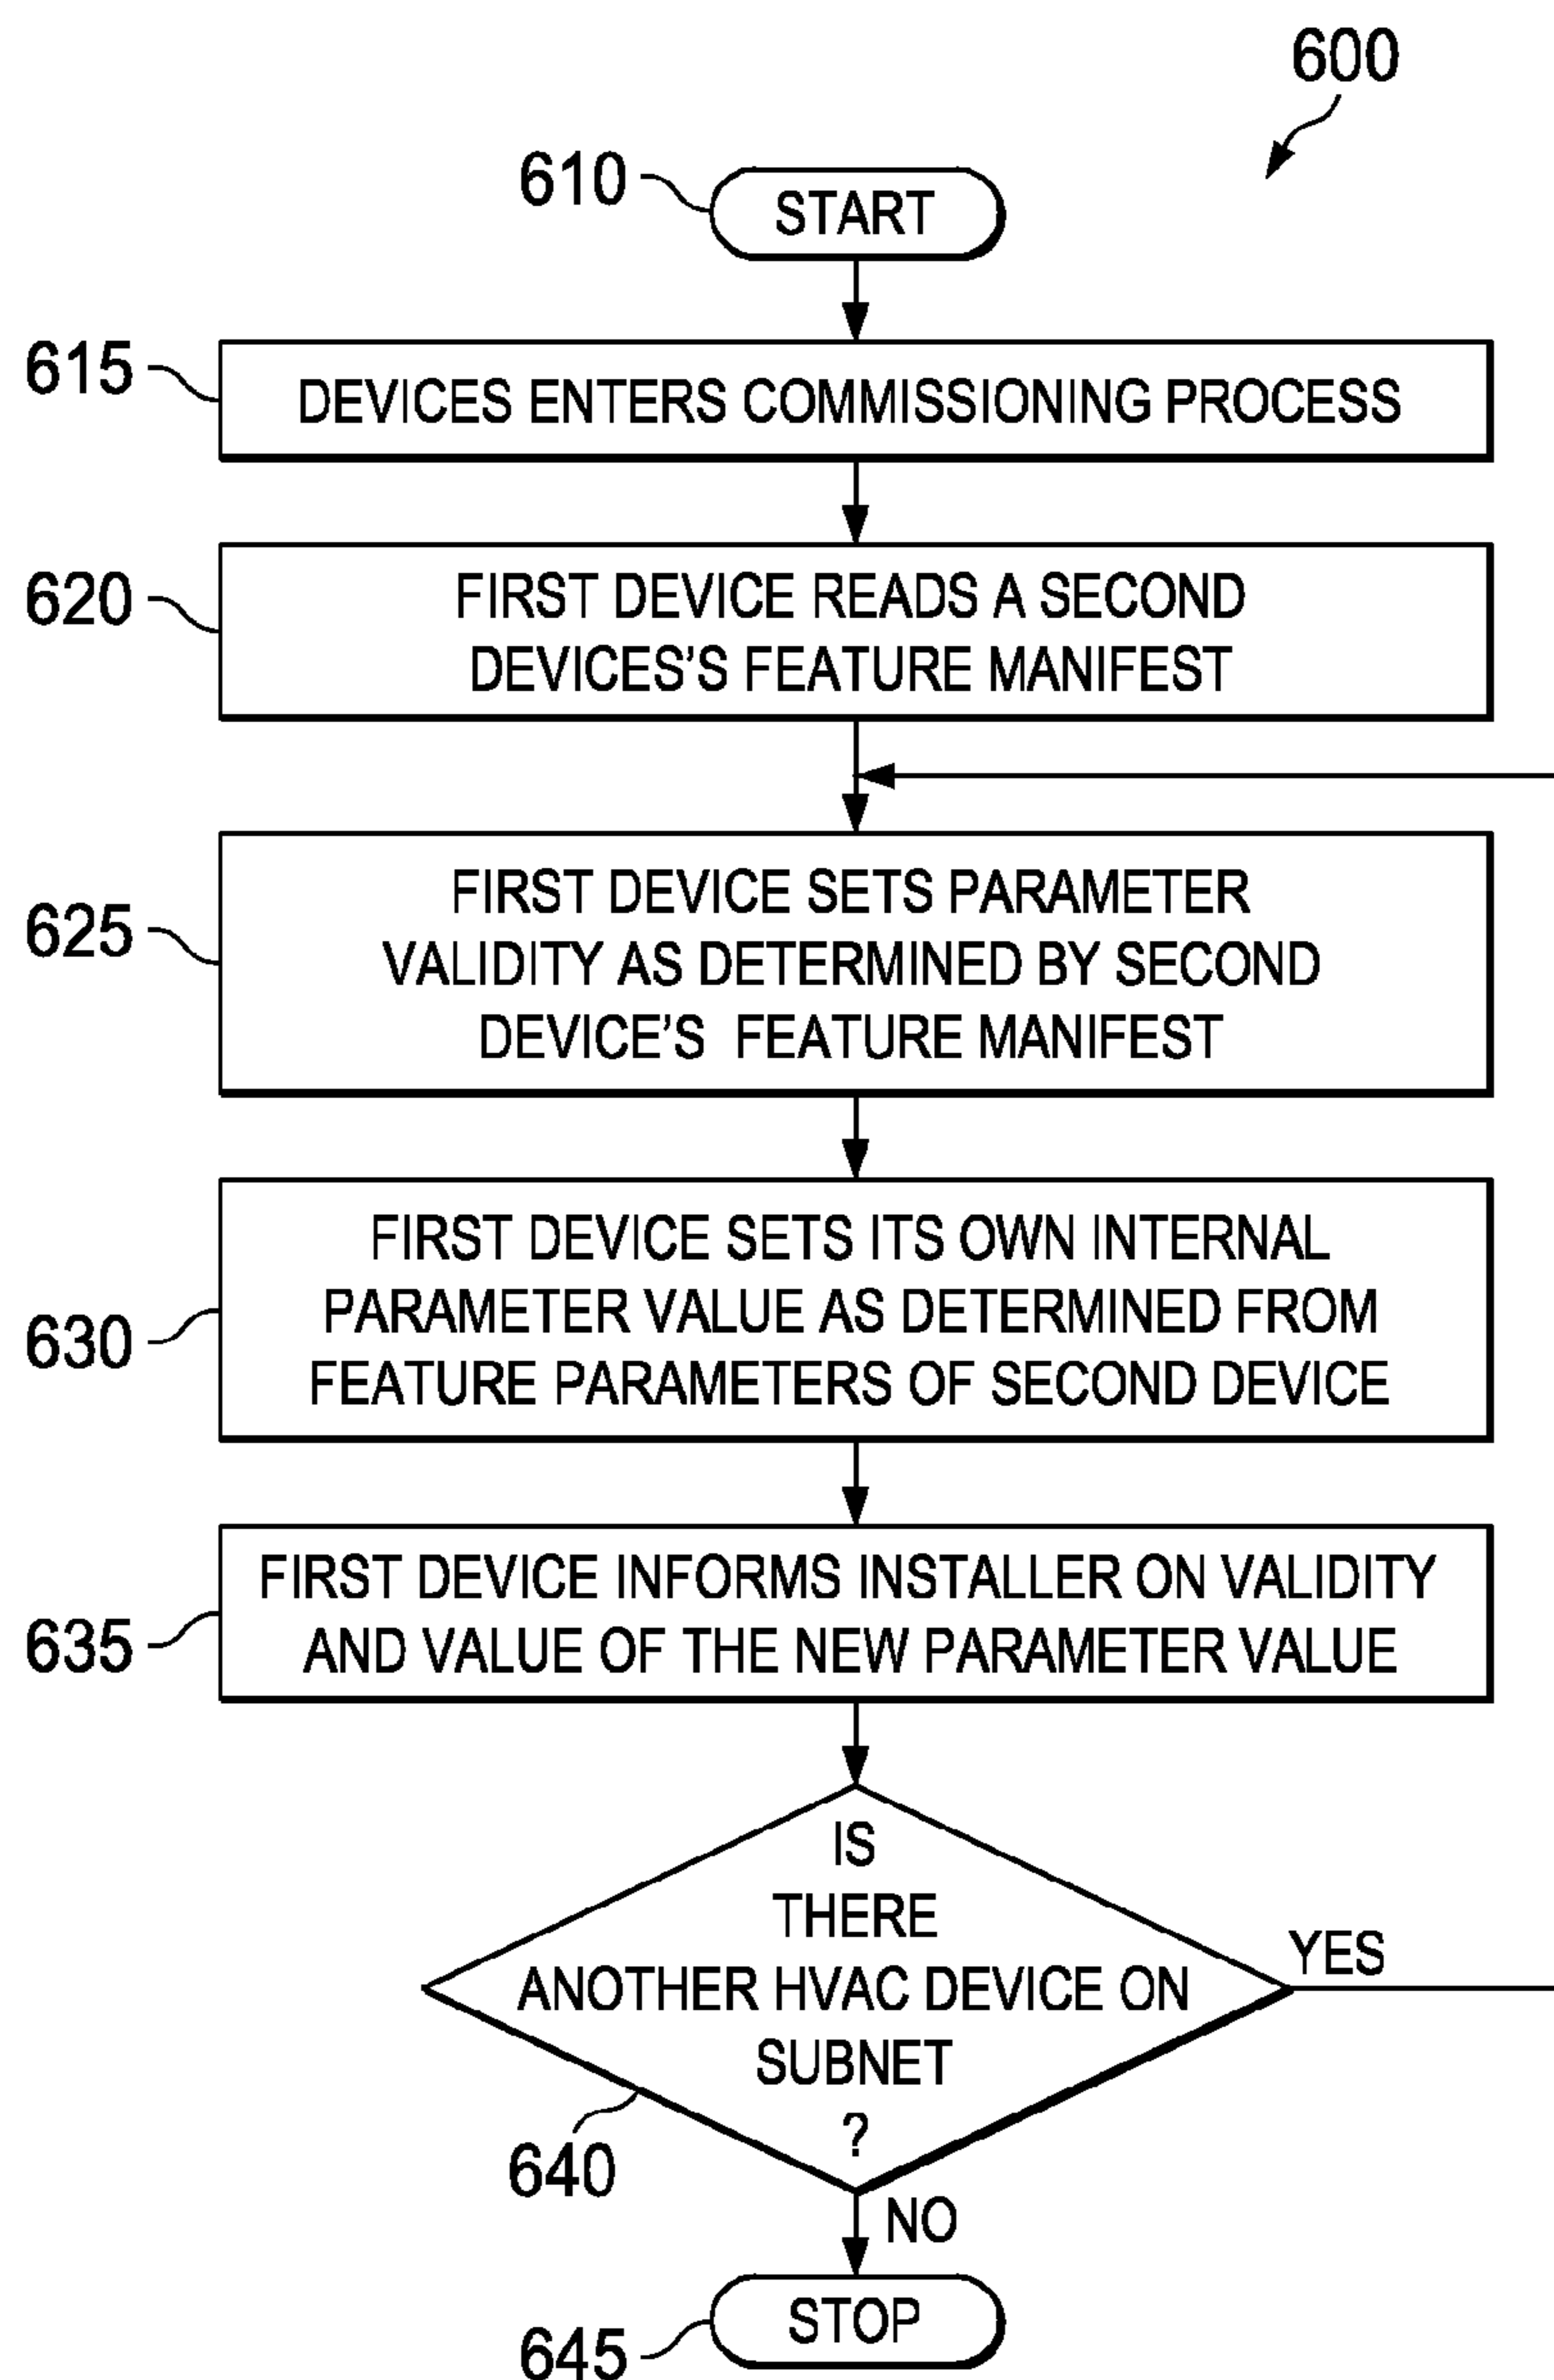 600
610
START
615
DEVICES ENTERS COMMISSIONING PROCESS
620
FIRST DEVICE READS A SECOND
DEVICES'S FEATURE MANIFEST
625
FIRST DEVICE SETS PARAMETER
VALIDITY AS DETERMINED BY SECOND
DEVICE'S FEATURE MANIFEST
630
FIRST DEVICE SETS ITS OWN INTERNAL
PARAMETER VALUE AS DETERMINED FROM
FEATURE PARAMETERS OF SECOND DEVICE
635
FIRST DEVICE INFORMS INSTALLER ON VALIDITY
AND VALUE OF THE NEW PARAMETER VALUE
IS
THERE
ANOTHER HVAC DEVICE ON
SUBNET
?
YES
640
NO
STOP
645